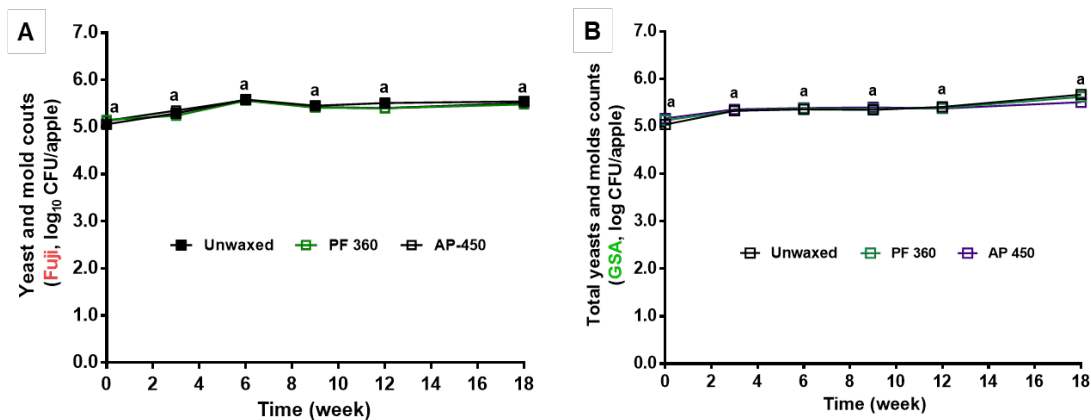 A
Yeast and mold couts
(Fuji, log₁₀ CFU/apple)
7.0
6.0
5.0
4.0
3.0
2.0
1.0
0.0
a a a a a a
Unwaxed PF 360 AP-450
0 2 4 6 8 10 12 14 16 18
Time (week)
B
Total yeasts and molds counts
(GSA, log CFU/apple)
7.0
6.0
5.0
4.0
3.0
2.0
1.0
0.0
a a a a a a
Unwaxed PF 360 AP 450
0 2 4 6 8 10 12 14 16 18
Time (week)